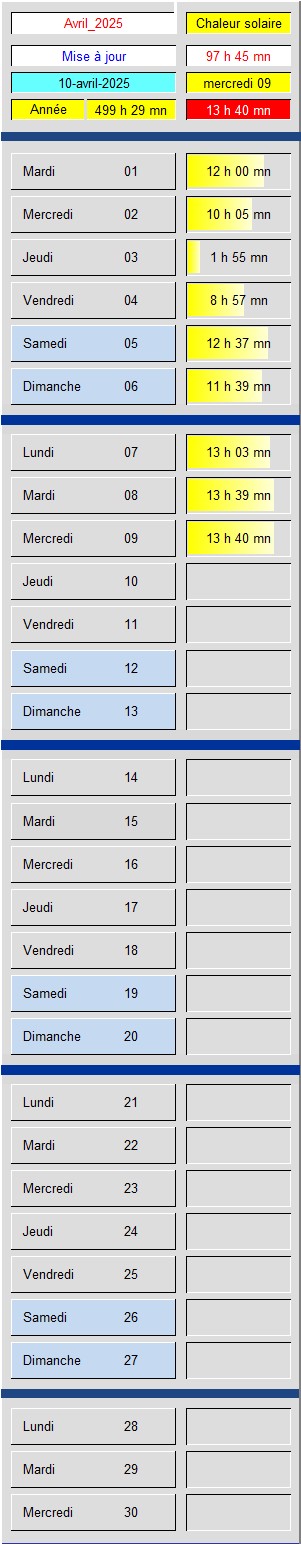 Avril_2025 Chaleur solaire
Mise à jour 97 h 45 mn
10-avril-2025 mercredi 09
Année 499 h 29 mn 13 h 40 mn
Mardi 01 12 h 00 mn
Mercredi 02 10 h 05 mn
Jeudi 03 1 h 55 mn
Vendredi 04 8 h 57 mn
Samedi 05 12 h 37 mn
Dimanche 06 11 h 39 mn
Lundi 07 13 h 03 mn
Mardi 08 13 h 39 mn
Mercredi 09 13 h 40 mn
Jeudi 10
Vendredi 11
Samedi 12
Dimanche 13
Lundi 14
Mardi 15
Mercredi 16
Jeudi 17
Vendredi 18
Samedi 19
Dimanche 20
Lundi 21
Mardi 22
Mercredi 23
Jeudi 24
Vendredi 25
Samedi 26
Dimanche 27
Lundi 28
Mardi 29
Mercredi 30